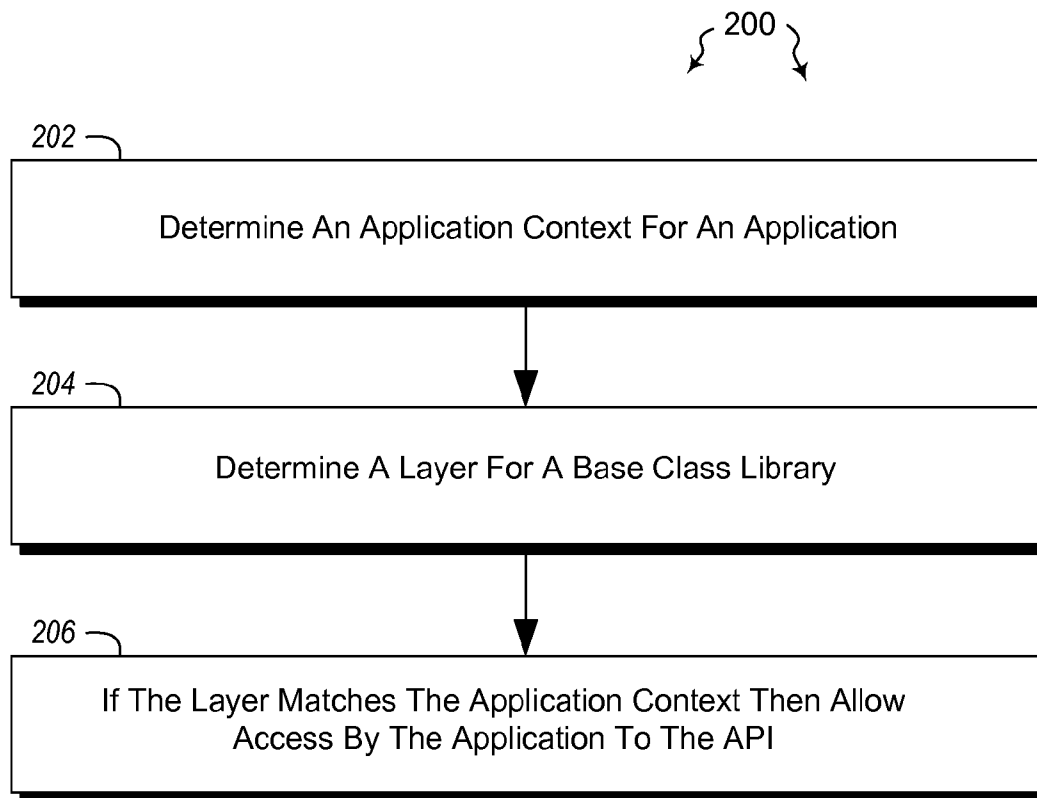 200
202
Determine An Application Context For An Application
204
Determine A Layer For A Base Class Library
206
If The Layer Matches The Application Context Then Allow
Access By The Application To The API